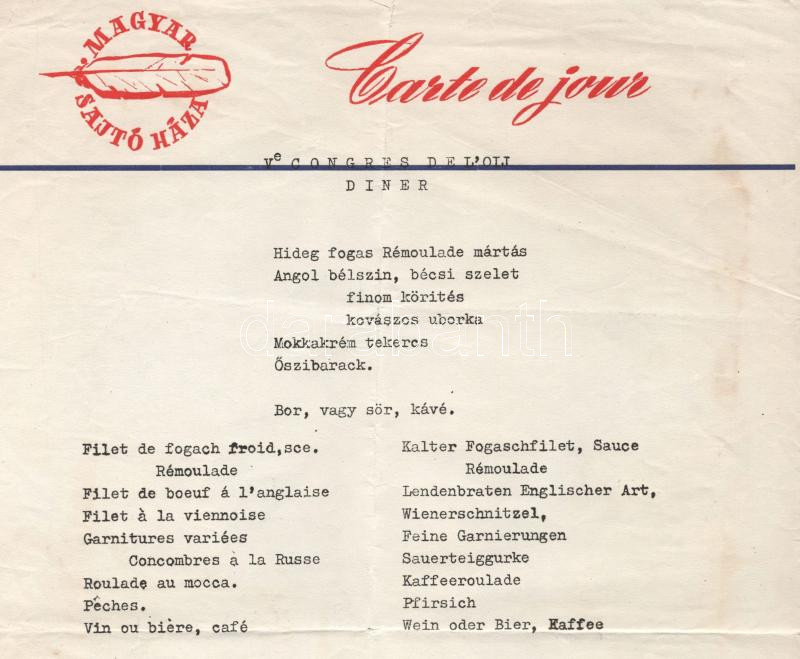 MAGYAR
SAJTÓ HÁZA
Carte de jour
Ve CONGRES DE L'OIJ
DINER
Hideg fogas Rémoulade mártás
Angol bélszin, bécsi szelet
finom körités
kovászos uborka
Mokkakrém tekercs
Őszibarack.
Bor, vagy sör, kávé.
Filet de fogach froid,sce.
Rémoulade
Filet de boeuf á l'anglaise
Filet à la viennoise
Garnitures variées
Concombres à la Russe
Roulade au mocca.
Pêches.
Vin ou bière, café
Kalter Fogaschfilet, Sauce
Rémoulade
Lendenbraten Englischer Art,
Wienerschnitzel,
Feine Garnierungen
Sauerteiggurke
Kaffeeroulade
Pfirsich
Wein oder Bier, Kaffee